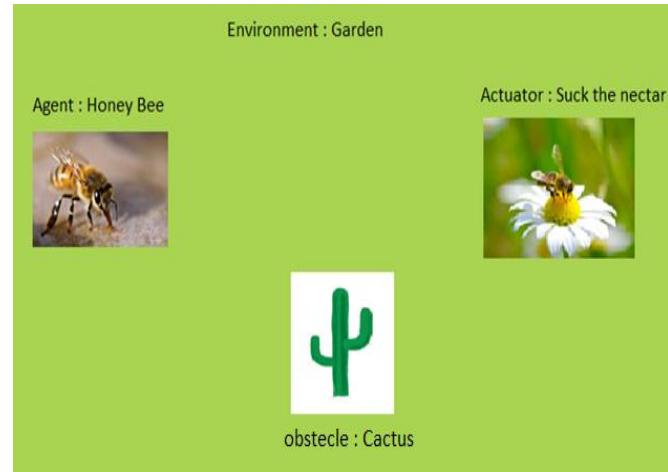 Environment : Garden
Agent : Honey Bee
Actuator : Suck the nectar
obstecle : Cactus